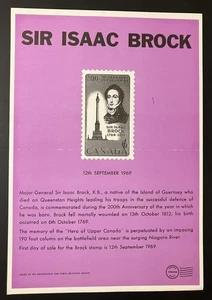 SIR ISAAC BROCK
SIR ISAAC
BROCK
CANADA
12th SEPTEMBER 1969
Major-General Sir Isaac Brock, K.B., a native of the Island of Guernsey who
died on Queenston Heights leading his troops in the successful defence of
Canada, is commemorated during the 200th Anniversary of the year in which
he was born. Brock fell mortally wounded on 13th October 1812; his birth
occurred on 6th October 1769.
The memory of the "Hero of Upper Canada" is perpetuated by an imposing
190 foot column on the battlefield area near the surging Niagara River.
First day of sale for the Brock stamp is 12th September 1969.